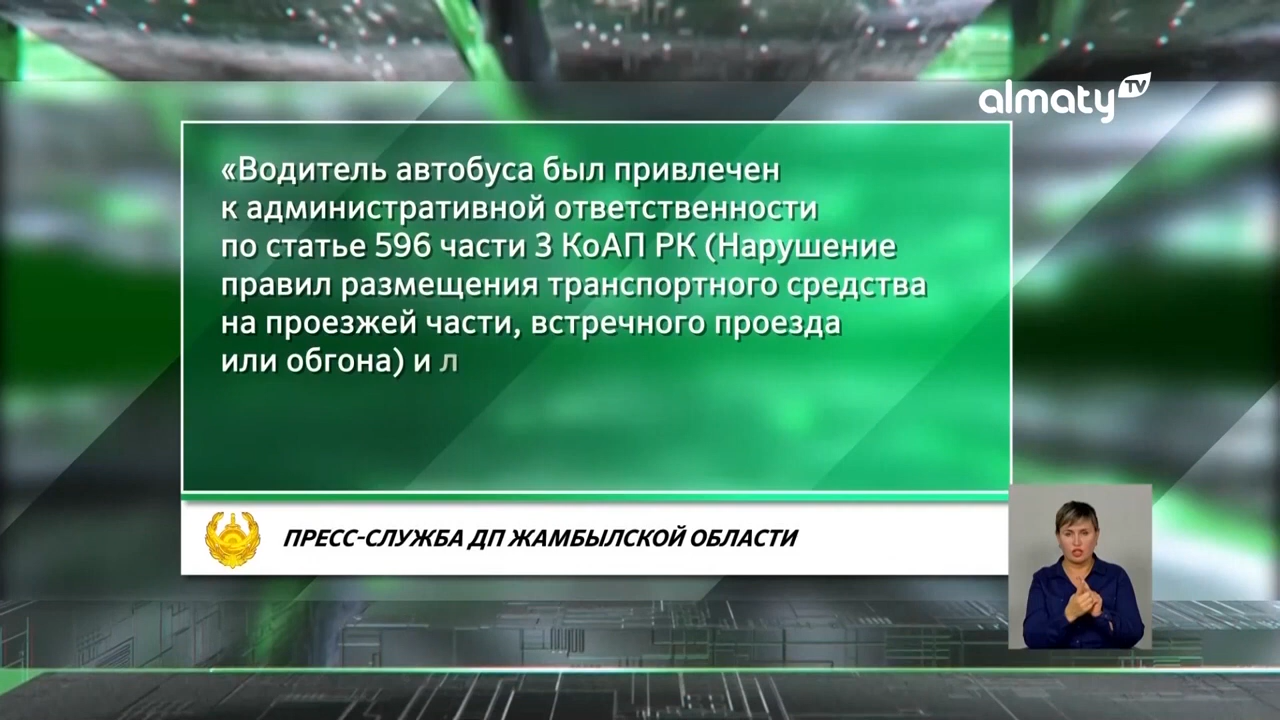 almaty TV
«Водитель автобуса был привлечен
к административной ответственности
по статье 596 части 3 КоАП РК (Нарушение
правил размещения транспортного средства
на проезжей части, встречного проезда
или обгона) и л
ПРЕСС-СЛУЖБА ДП ЖАМБЫЛСКОЙ ОБЛАСТИ